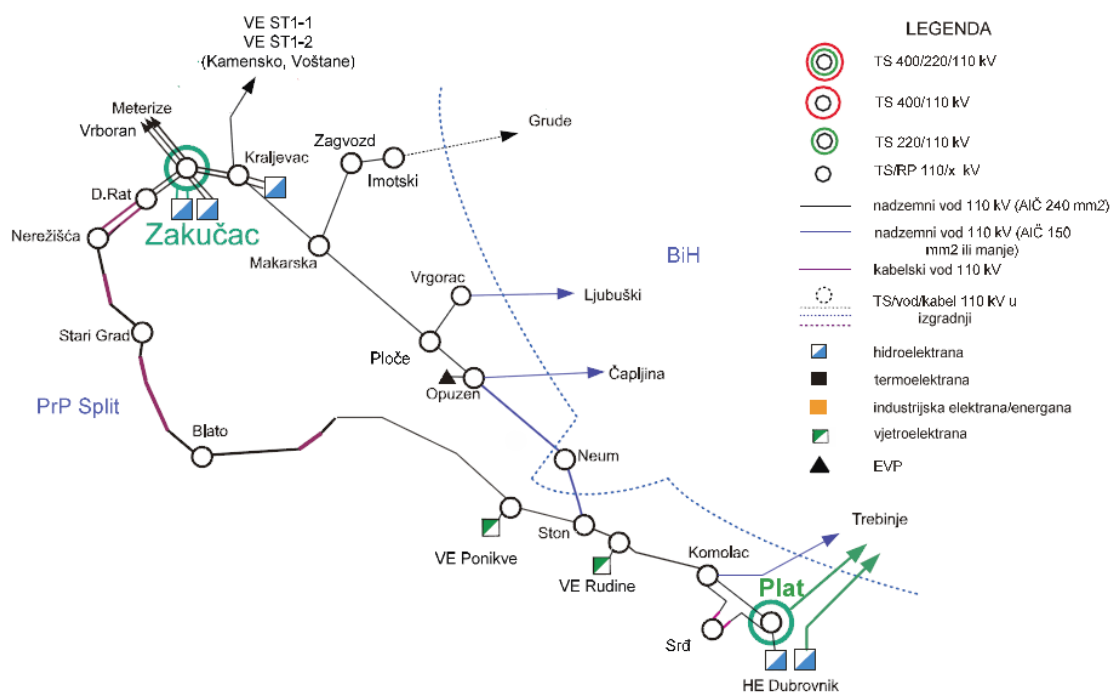 VE ST1-1
VE ST1-2
(Kamensko, Voštane)
Meterize
Vrboran
Kraljevac
Zagvozd
Imotski
Grude
D.Rat
Zakučac
Nerežišća
Makarska
BiH
Vrgorac
Ljubuški
Stari Grad
Ploče
Opuzen
Čapljina
PrP Split
Blato
Neum
Ston
VE Ponikve
VE Rudine
Komolac
Trebinje
Plat
Srđ
HE Dubrovnik
LEGENDA
TS 400/220/110 kV
TS 400/110 kV
TS 220/110 kV
TS/RP 110/x kV
nadzemni vod 110 kV (AlČ 240 mm2)
nadzemni vod 110 kV (AlČ 150
mm2 ili manje)
kabelski vod 110 kV
TS/vod/kabel 110 kV u
izgradnji
hidroelektrana
termoelektrana
industrijska elektrana/energana
vjetroelektrana
EVP